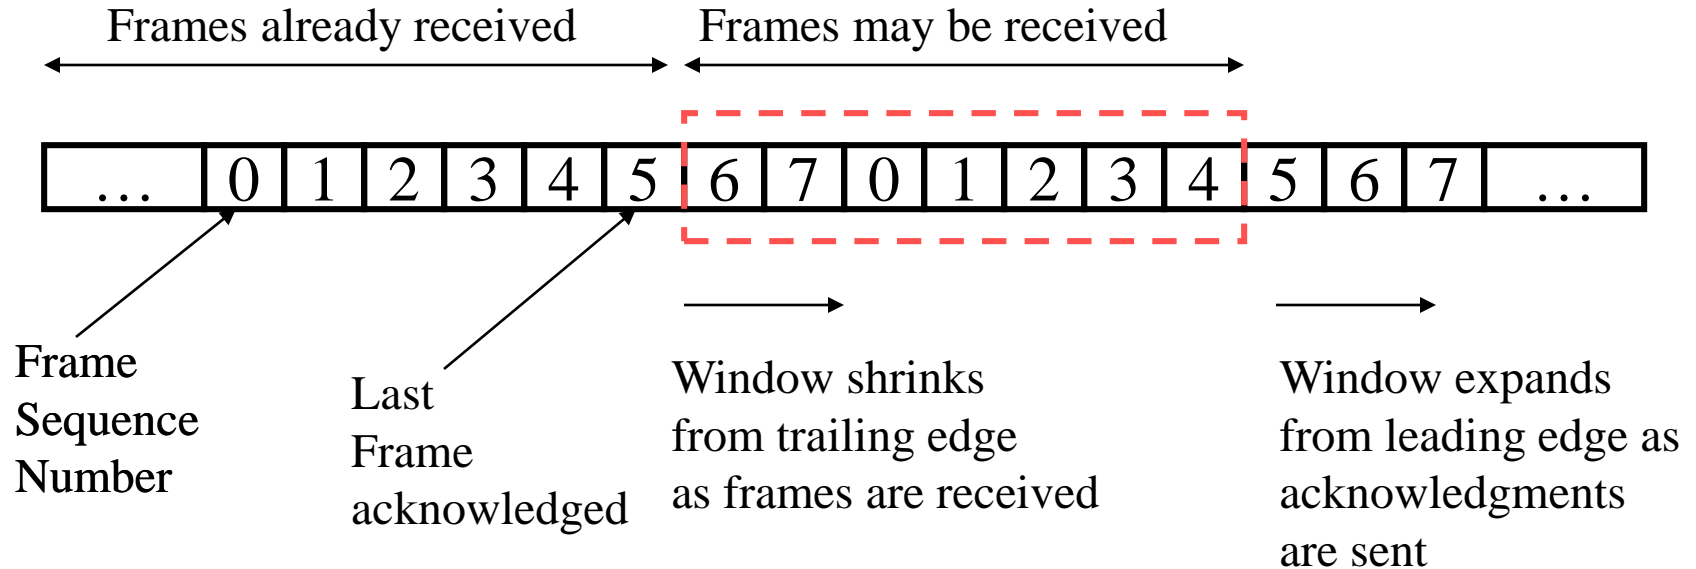 Frames already received
Frames may be received
… 0 1 2 3 4 5 6 7 0 1 2 3 4 5 6 7 …
Frame
Sequence
Number
Last
Frame
acknowledged
Window shrinks
from trailing edge
as frames are received
Window expands
from leading edge as
acknowledgments
are sent